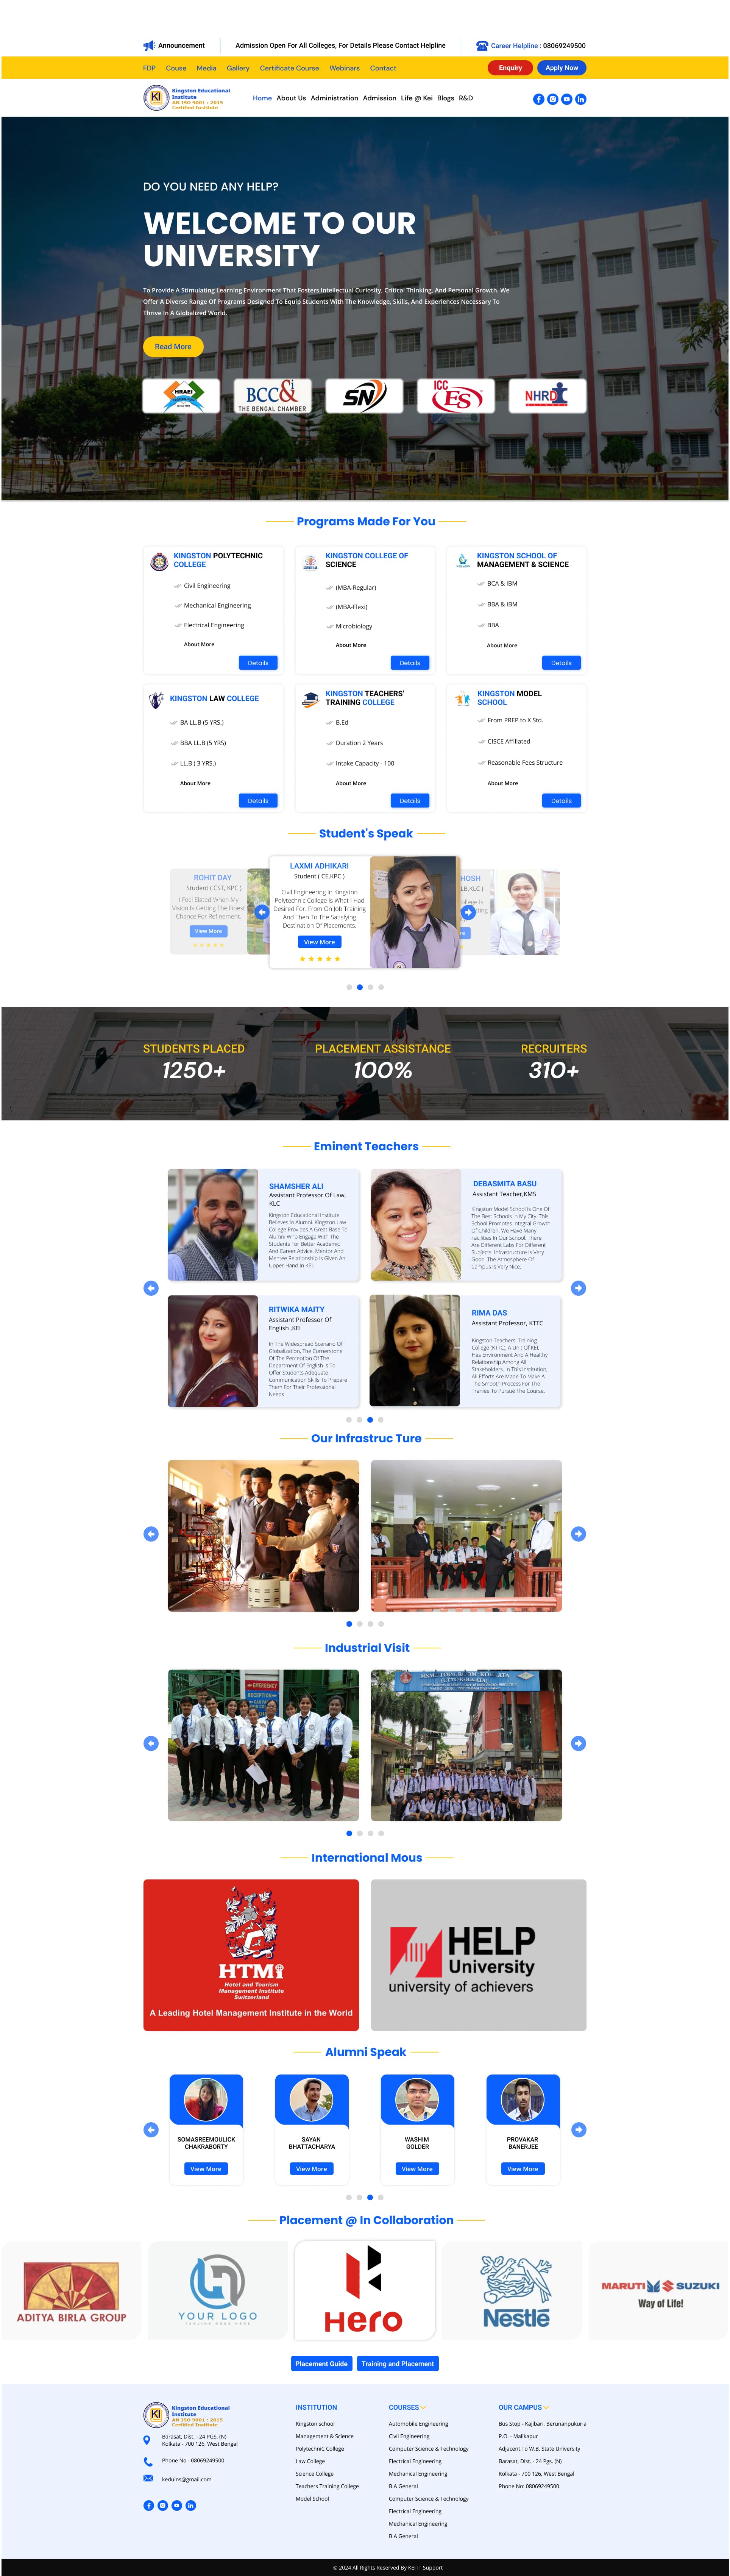 Announcement
Admission Open For All Colleges, For Details Please Contact Helpline
Career Helpline : 08069249500
FDP Couse Media Gallery Certificate Course Webinars Contact
Enquiry Apply Now
KI
Kingston Educational
Institute
AN ISO 9001 : 2015
Certified Institute
Home About Us Administration Admission Life @ Kei Blogs R&D
DO YOU NEED ANY HELP?
WELCOME TO OUR
UNIVERSITY
To Provide A Stimulating Learning Environment That Fosters Intellectual Curiosity, Critical Thinking, And Personal Growth. We
Offer A Diverse Range Of Programs Designed To Equip Students With The Knowledge, Skills, And Experiences Necessary To
Thrive In A Globalized World.
Read More
HRAEI
BCC&i
THE BENGAL CHAMBER
SN
ICC
ES
NHRD
Programs Made For You
KINGSTON POLYTECHNIC
COLLEGE
Civil Engineering
Mechanical Engineering
Electrical Engineering
About More
Details
KINGSTON COLLEGE OF
SCIENCE
(MBA-Regular)
(MBA-Flexi)
Microbiology
About More
Details
KINGSTON SCHOOL OF
MANAGEMENT & SCIENCE
BCA & IBM
BBA & IBM
BBA
About More
Details
KINGSTON LAW COLLEGE
BA LL.B (5 YRS.)
BBA LL.B (5 YRS)
LL.B ( 3 YRS.)
About More
Details
KINGSTON TEACHERS'
TRAINING COLLEGE
B.Ed
Duration 2 Years
Intake Capacity - 100
About More
Details
KINGSTON MODEL
SCHOOL
From PREP to X Std.
CISCE Affiliated
Reasonable Fees Structure
About More
Details
Student's Speak
ROHIT DAY
Student ( CST, KPC )
I Feel Elated When My
Vision Is Getting The Finest
Chance For Refinement.
View More
LAXMI ADHIKARI
Student ( CE,KPC )
Civil Engineering In Kingston
Polytechnic College Is What I Had
Desired For. From On Job Training
And Then To The Satisfying
Destination Of Placements.
View More
HOSH
LB,KLC )
STUDENTS PLACED
1250+
PLACEMENT ASSISTANCE
100%
RECRUITERS
310+
Eminent Teachers
SHAMSHER ALI
Assistant Professor Of Law,
KLC
Kingston Educational Institute
Believes In Alumni. Kingston Law
College Provides A Great Base To
Alumni Who Engage With The
Students For Better Academic
And Career Advice. Mentor And
Mentee Relationship Is Given An
Upper Hand In KEI.
DEBASMITA BASU
Assistant Teacher,KMS
Kingston Model School Is One Of
The Best Schools In My City. This
School Promotes Integral Growth
Of Children. We Have Many
Facilities In Our School. There
Are Different Labs For Different
Subjects. Infrastructure Is Very
Good. The Atmosphere Of
Campus Is Very Nice.
RITWIKA MAITY
Assistant Professor Of
English ,KEI
In The Widespread Scenario Of
Globalization, The Cornerstone
Of The Perception Of The
Department Of English Is To
Offer Students Adequate
Communication Skills To Prepare
Them For Their Professional
Needs.
RIMA DAS
Assistant Professor, KTTC
Kingston Teachers' Training
College (KTTC), A Unit Of KEI,
Has Environment And A Healthy
Relationship Among All
Stakeholders. In This Institution,
All Efforts Are Made To Make A
The Smooth Process For The
Traniee To Pursue The Course.
Our Infrastruc Ture
Industrial Visit
EMERGENCY
RECEPTION
International Mous
HTMi
Hotel and Tourism
Management Institute
Switzerland
A Leading Hotel Management Institute in the World
HELP
University
university of achievers
Alumni Speak
SOMASREEMOULICK
CHAKRABORTY
View More
SAYAN
BHATTACHARYA
View More
WASHIM
GOLDER
View More
PROVAKAR
BANERJEE
View More
Placement @ In Collaboration
ADITYA BIRLA GROUP
YOUR LOGO
TAGLINE HERE
Hero
Nestlé
MARUTI SUZUKI
Way of Life!
Placement Guide Training and Placement
KI
Kingston Educational
Institute
AN ISO 9001 : 2015
Certified Institute
Barasat, Dist. - 24 PGS. (N)
Kolkata - 700 126, West Bengal
Phone No - 08069249500
keduins@gmail.com
INSTITUTION
Kingston school
Management & Science
PolytechniC College
Law College
Science College
Teachers Training College
Model School
COURSES
Automobile Engineering
Civil Engineering
Computer Science & Technology
Electrical Engineering
Mechanical Engineering
B.A General
Computer Science & Technology
Electrical Engineering
Mechanical Engineering
B.A General
OUR CAMPUS
Bus Stop - Kajibari, Berunanpukuria
P.O. - Malikapur
Adjacent To W.B. State University
Barasat, Dist. - 24 Pgs. (N)
Kolkata - 700 126, West Bengal
Phone No: 08069249500
© 2024 All Rights Reserved By KEI IT Support